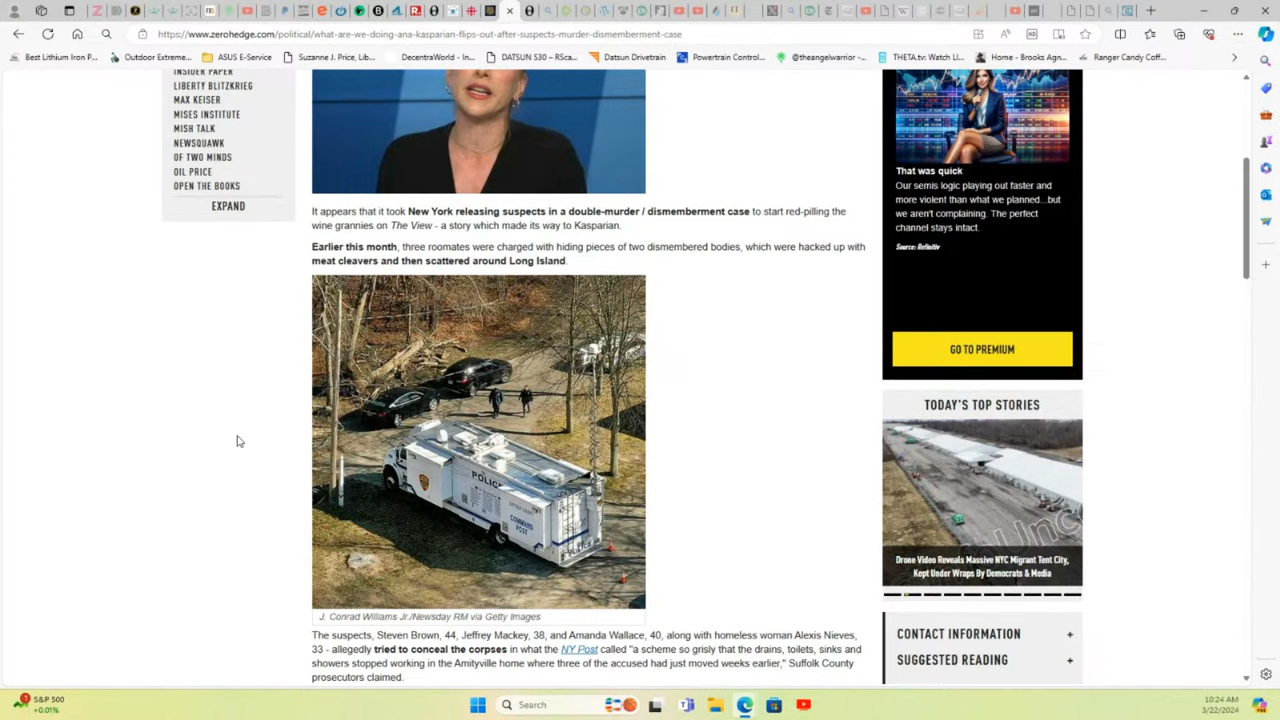 https://www.zerohedge.com/political/what-are-we-doing-ana-kasparian-flips-out-after-suspects-murder-dismemberment-case
Best Lithium Iron P...
Outdoor Extreme...
ASUS E-Service
Suzanne J. Price, Lib...
DecentraWorld - In...
DATSUN S30 – RSca...
Datsun Drivetrain
Powertrain Control...
@theangelwarrior -...
THETA.tv: Watch Li...
Home - Brooks Agn...
Ranger Candy Coff...
INSIDER PAPER
LIBERTY BLITZKRIEG
MAX KEISER
MISES INSTITUTE
MISH TALK
NEWSQUAWK
OF TWO MINDS
OIL PRICE
OPEN THE BOOKS
EXPAND
It appears that it took New York releasing suspects in a double-murder / dismemberment case to start red-pilling the
wine grannies on The View - a story which made its way to Kasparian.
Earlier this month, three roomates were charged with hiding pieces of two dismembered bodies, which were hacked up with
meat cleavers and then scattered around Long Island.
POLICE
COMMAND
POST
J. Conrad Williams Jr./Newsday RM via Getty Images
The suspects, Steven Brown, 44, Jeffrey Mackey, 38, and Amanda Wallace, 40, along with homeless woman Alexis Nieves,
33 - allegedly tried to conceal the corpses in what the NY Post called "a scheme so grisly that the drains, toilets, sinks and
showers stopped working in the Amityville home where three of the accused had just moved weeks earlier," Suffolk County
prosecutors claimed.
That was quick
Our semis logic playing out faster and
more violent than what we planned...but
we aren't complaining. The perfect
channel stays intact.
Source: Refinitiv
GO TO PREMIUM
TODAY'S TOP STORIES
Drone Video Reveals Massive NYC Migrant Tent City,
Kept Under Wraps By Democrats & Media
CONTACT INFORMATION +
SUGGESTED READING +
S&P 500
+0.01%
Search
10:24 AM
3/22/2024